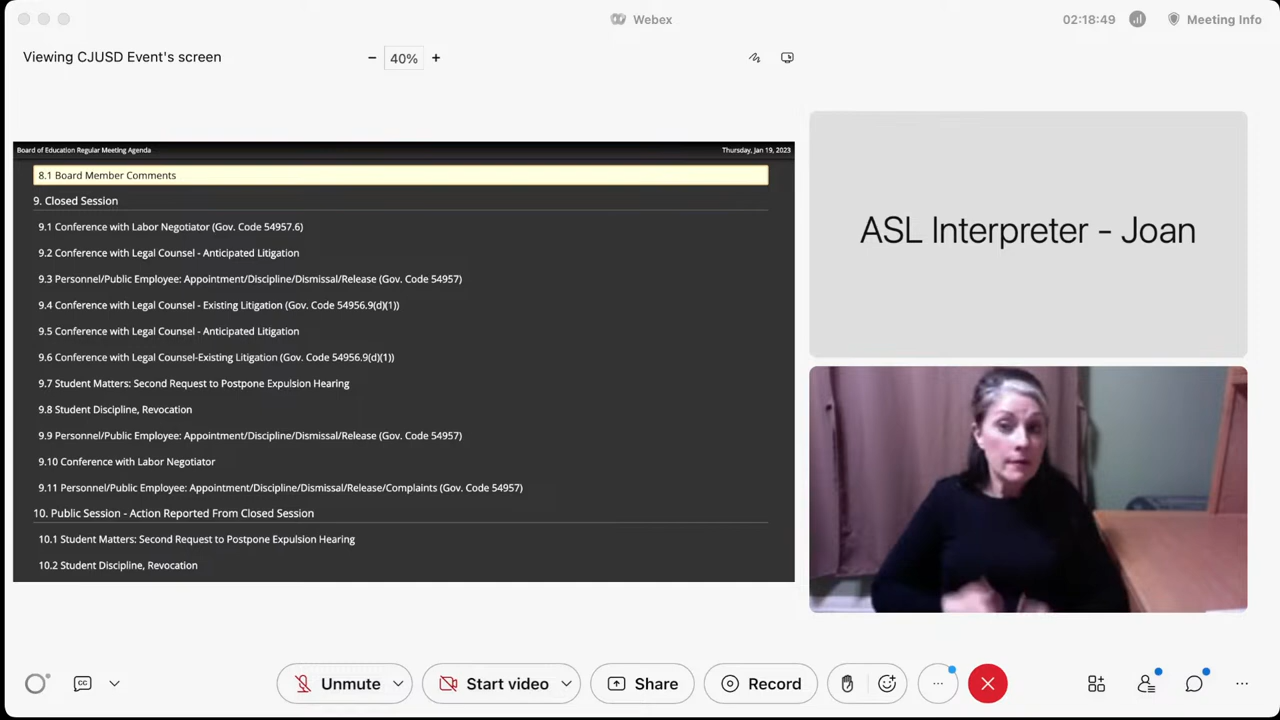 Webex
02:18:49
Meeting Info
Viewing CJUSD Event's screen
− 40% +
Board of Education Regular Meeting Agenda
Thursday, Jan 19, 2023
8.1 Board Member Comments
9. Closed Session
9.1 Conference with Labor Negotiator (Gov. Code 54957.6)
9.2 Conference with Legal Counsel - Anticipated Litigation
9.3 Personnel/Public Employee: Appointment/Discipline/Dismissal/Release (Gov. Code 54957)
9.4 Conference with Legal Counsel - Existing Litigation (Gov. Code 54956.9(d)(1))
9.5 Conference with Legal Counsel - Anticipated Litigation
9.6 Conference with Legal Counsel-Existing Litigation (Gov. Code 54956.9(d)(1))
9.7 Student Matters: Second Request to Postpone Expulsion Hearing
9.8 Student Discipline, Revocation
9.9 Personnel/Public Employee: Appointment/Discipline/Dismissal/Release (Gov. Code 54957)
9.10 Conference with Labor Negotiator
9.11 Personnel/Public Employee: Appointment/Discipline/Dismissal/Release/Complaints (Gov. Code 54957)
10. Public Session - Action Reported From Closed Session
10.1 Student Matters: Second Request to Postpone Expulsion Hearing
10.2 Student Discipline, Revocation
ASL Interpreter - Joan
CC
Unmute
Start video
Share
Record